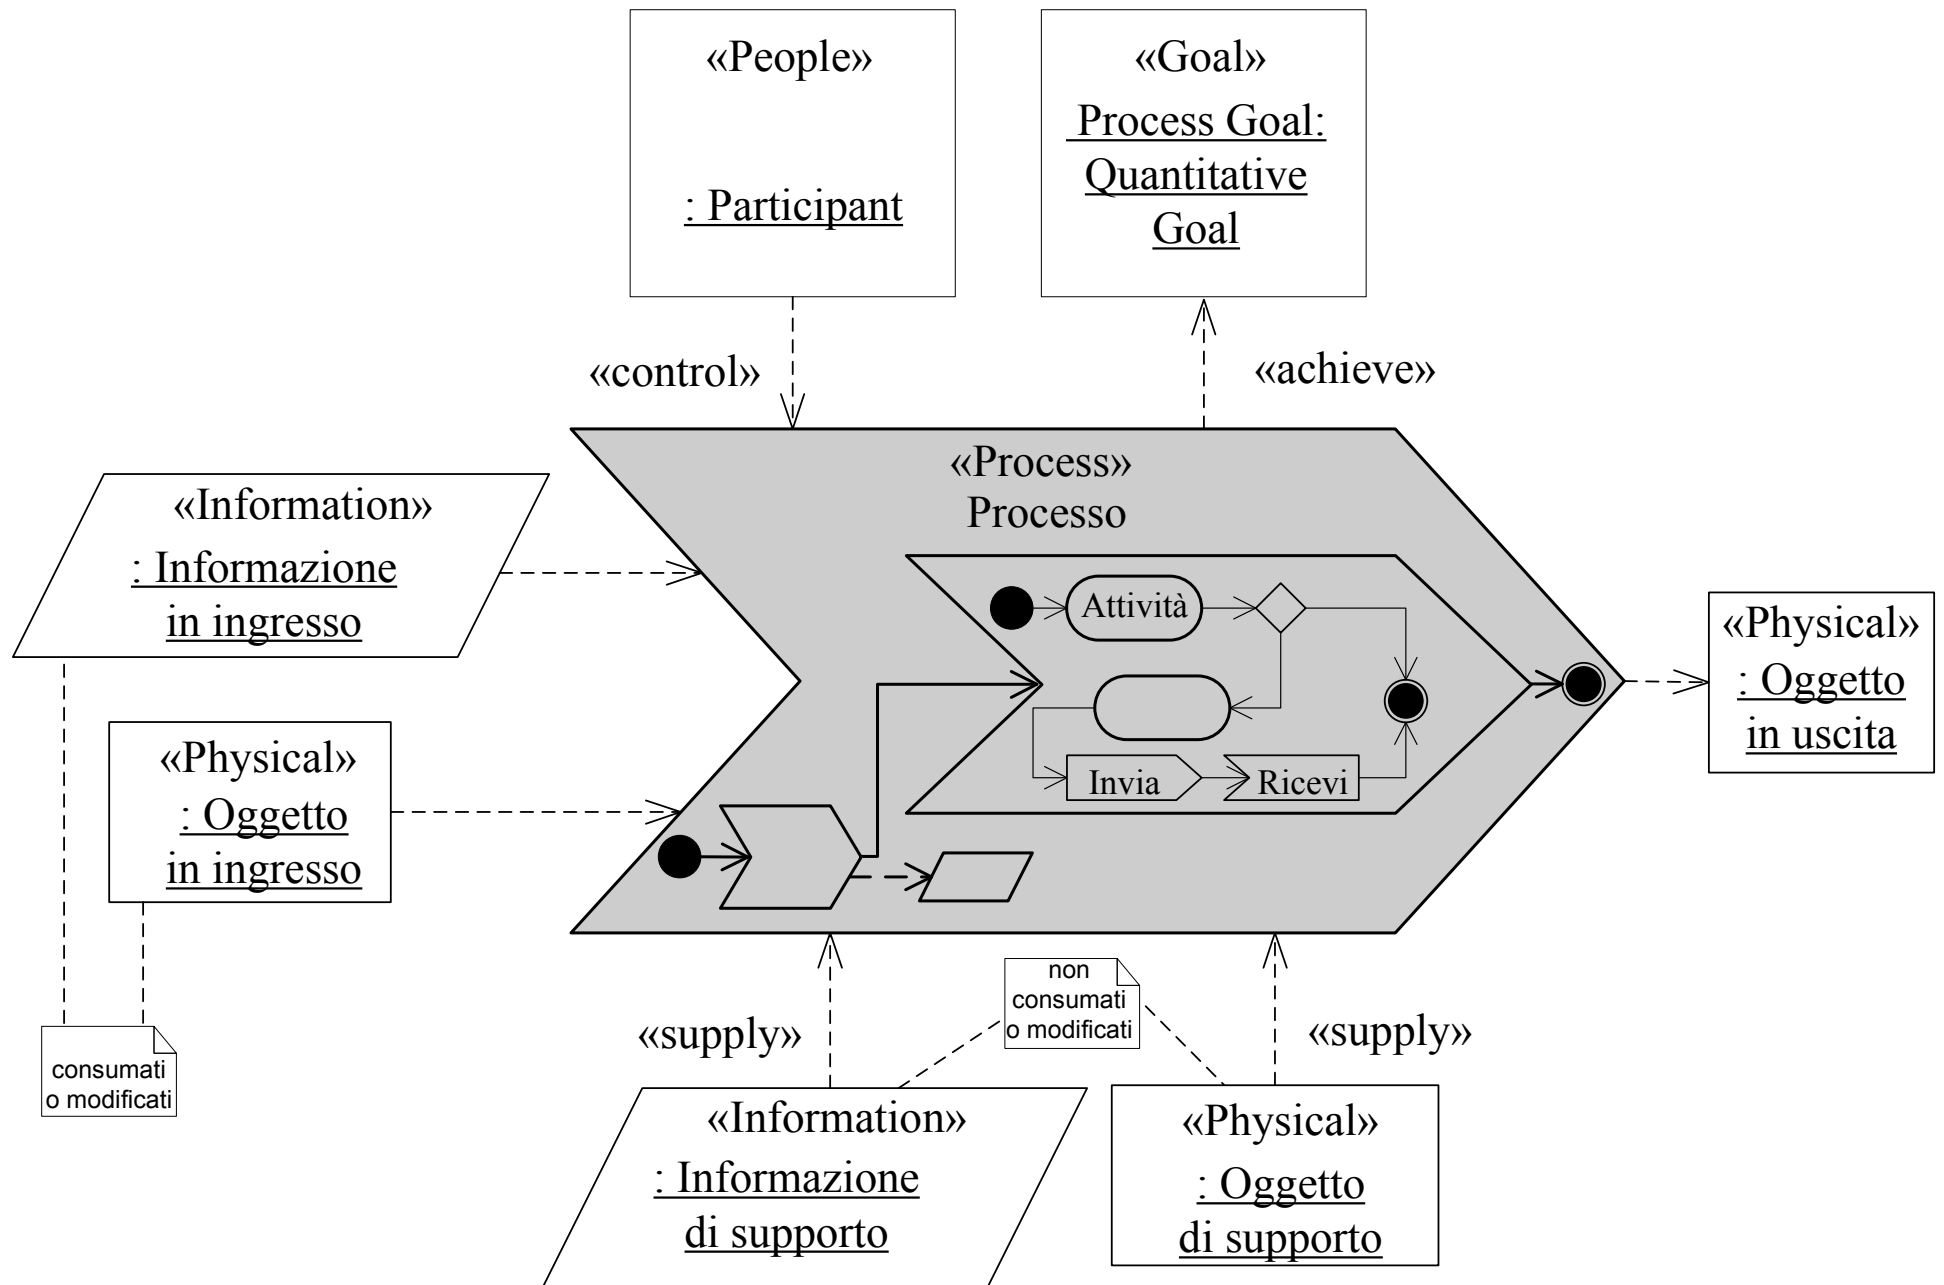 «People»
: Participant
«Goal»
Process Goal:
Quantitative
Goal
«control»
«achieve»
«Process»
Processo
«Information»
: Informazione
in ingresso
Attività
Invia
Ricevi
«Physical»
: Oggetto
in uscita
«Physical»
: Oggetto
in ingresso
consumati
o modificati
non
consumati
o modificati
«supply»
«supply»
«Information»
: Informazione
di supporto
«Physical»
: Oggetto
di supporto